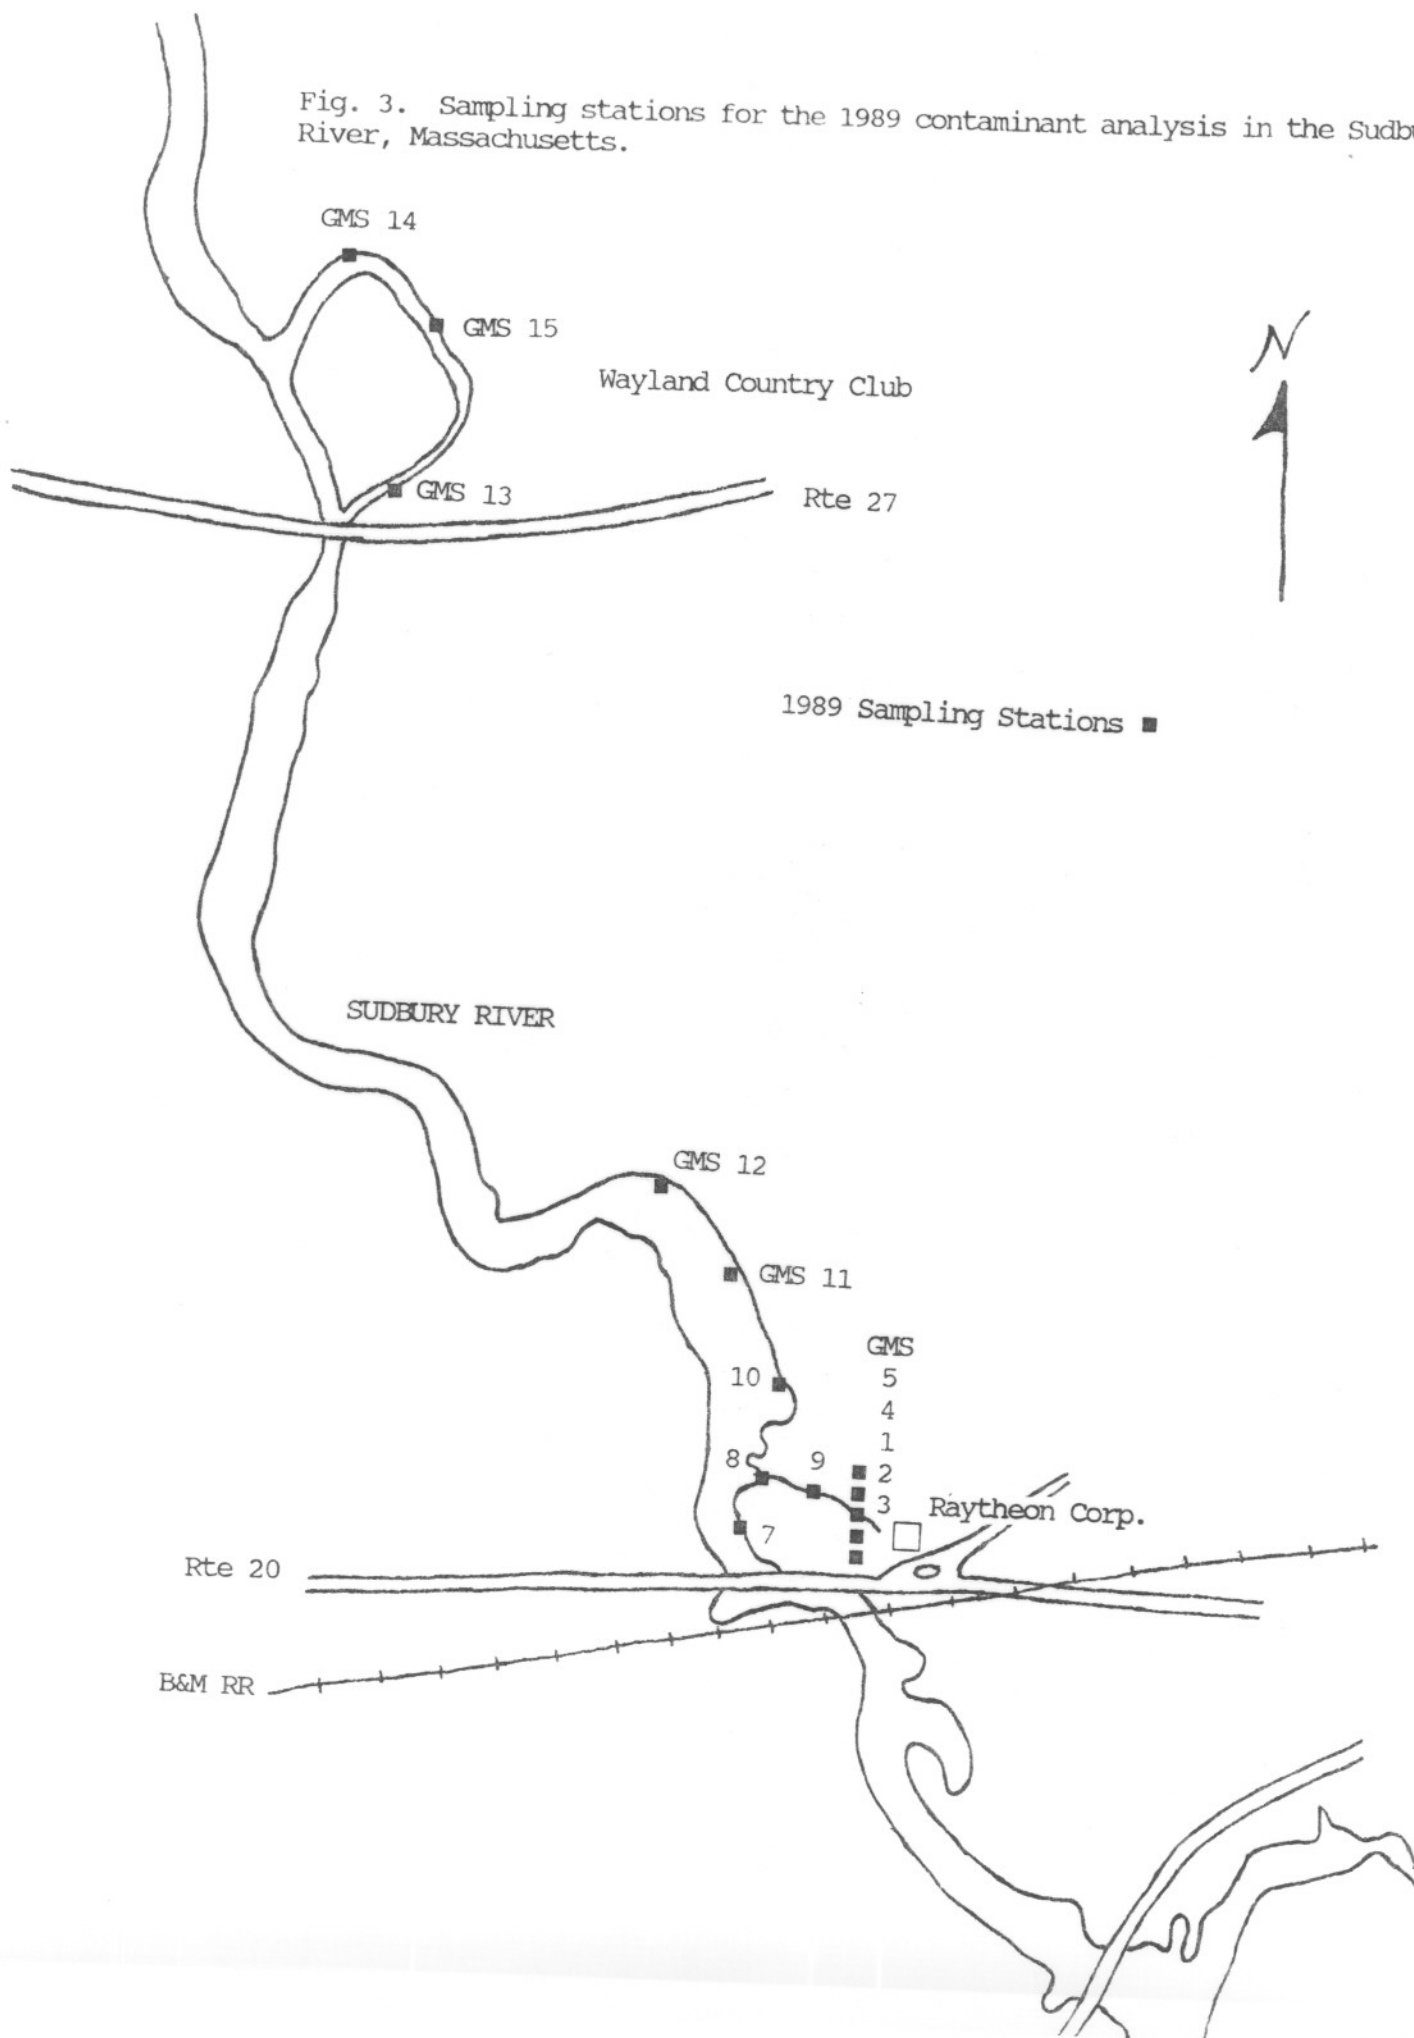 Fig. 3. Sampling stations for the 1989 contaminant analysis in the
River, Massachusetts.
GMS 14
GMS 15
N
Wayland Country Club
GMS 13
Rte 27
1989 Sampling Stations
SUDBURY RIVER
GMS 12
GMS 11
GMS
10
5
4
1
8
9
2
3
Raytheon Corp.
7
Rte 20
B&M RR